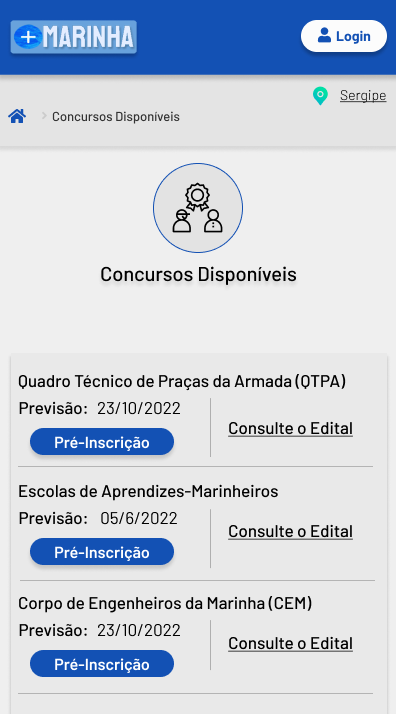 MARINHA
Login
Sergipe
Concursos Disponíveis
Concursos Disponíveis
Quadro Técnico de Praças da Armada (QTPA)
Previsão: 23/10/2022
Consulte o Edital
Pré-Inscrição
Escolas de Aprendizes-Marinheiros
Previsão: 05/6/2022
Consulte o Edital
Pré-Inscrição
Corpo de Engenheiros da Marinha (CEM)
Previsão: 23/10/2022
Consulte o Edital
Pré-Inscrição